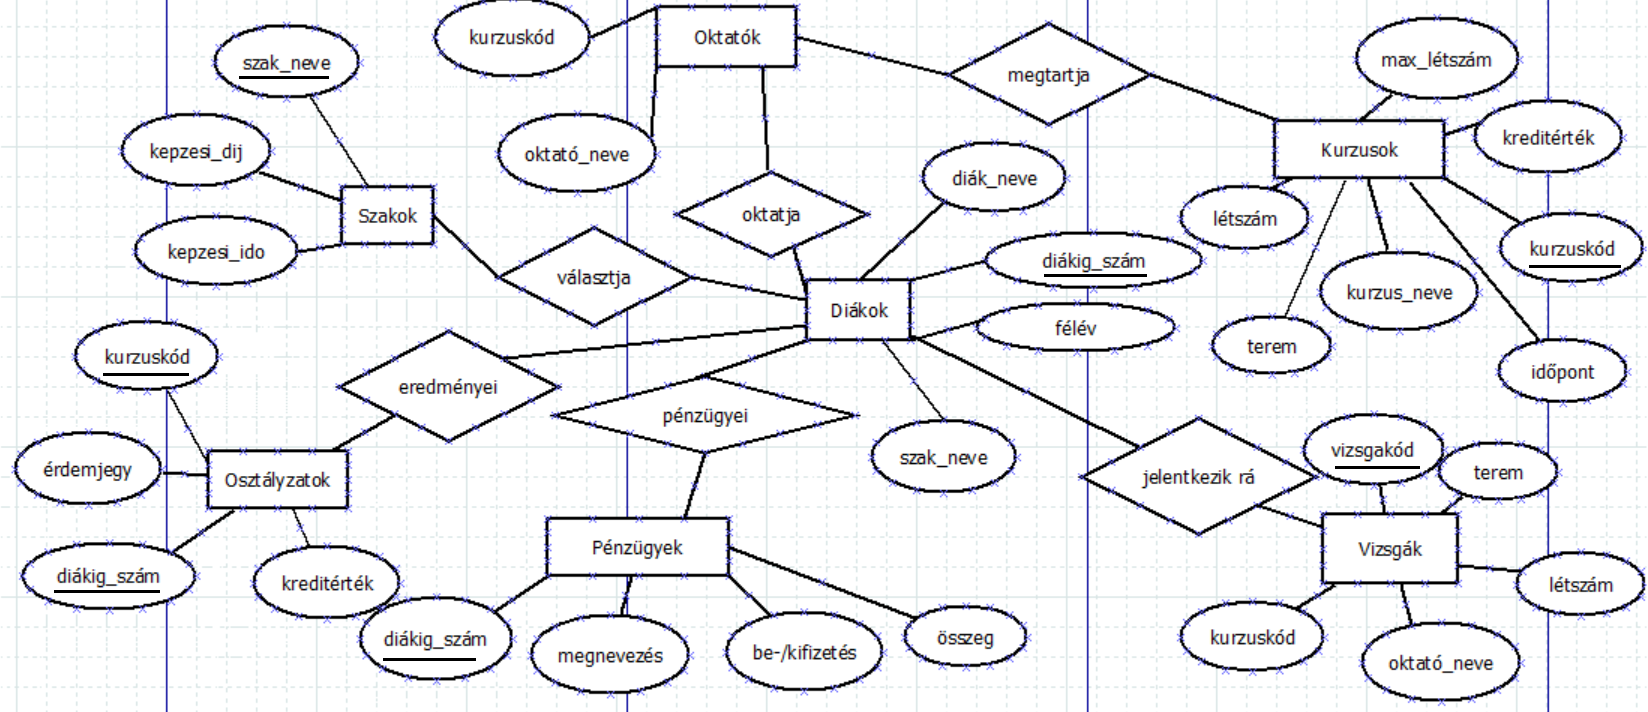 kurzuskód
Oktatók
szak_neve
megtartja
max_létszám
kepzesi_dij
oktató_neve
kreditérték
Kurzusok
diák_neve
Szakok
oktatja
létszám
kepzesi_ido
kurzuskód
választja
diákig_szám
kurzus_neve
Diákok
félév
terem
kurzuskód
időpont
eredményei
pénzügyei
érdemjegy
szak_neve
vizsgakód
terem
Osztályzatok
jelentkezik rá
Pénzügyek
Vizsgák
diákig_szám
kreditérték
létszám
diákig_szám
megnevezés
be-/kifizetés
összeg
kurzuskód
oktató_neve